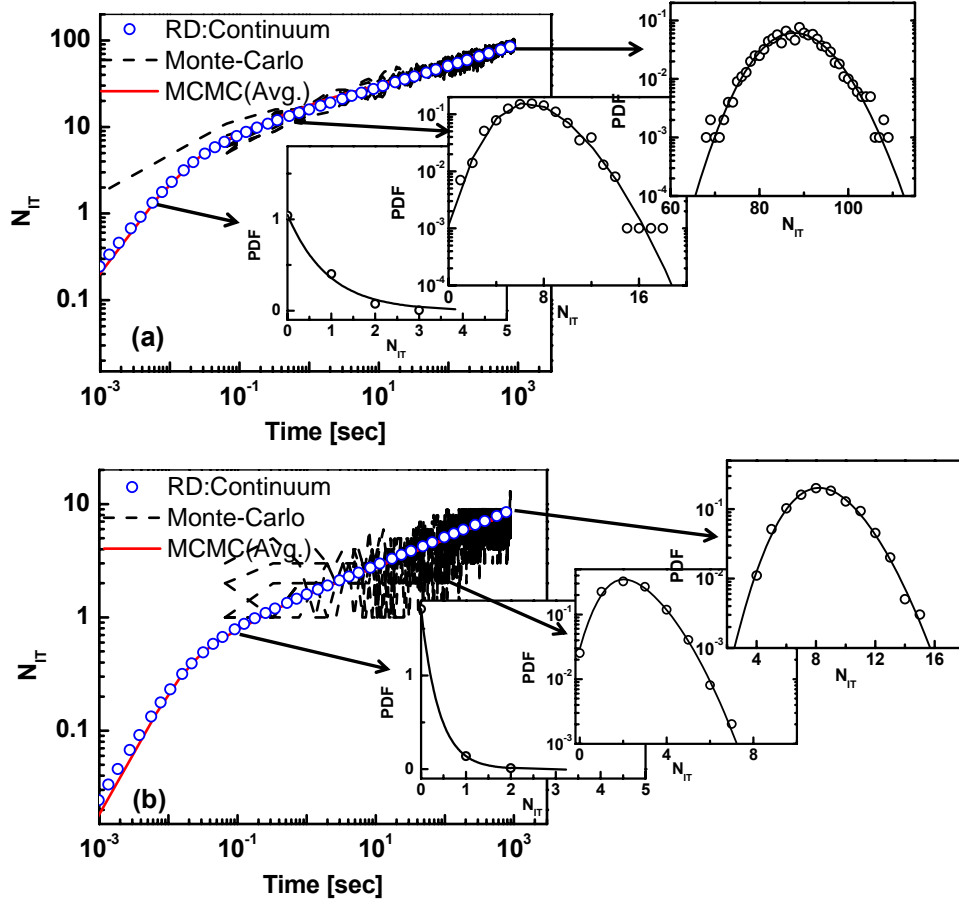 RD:Continuum
Monte-Carlo
MCMC(Avg.)
100
10
1
0.1
N_IT
(a)
10^-3 10^-1 10^1 10^3
Time [sec]
PDF
1
0
0 1 2 3 4 5
N_IT
PDF
10^-1
10^-2
10^-3
10^-4
0 8 16
N_IT
PDF
10^-1
10^-2
10^-3
10^-4
60 80 100
N_IT
RD:Continuum
Monte-Carlo
MCMC(Avg.)
10
1
0.1
N_IT
(b)
10^-3 10^-1 10^1 10^3
Time [sec]
PDF
1
0
0 1 2 3 4 5
N_IT
PDF
10^-1
10^-2
10^-3
0 4 8
N_IT
PDF
10^-1
10^-2
10^-3
4 8 12 16
N_IT